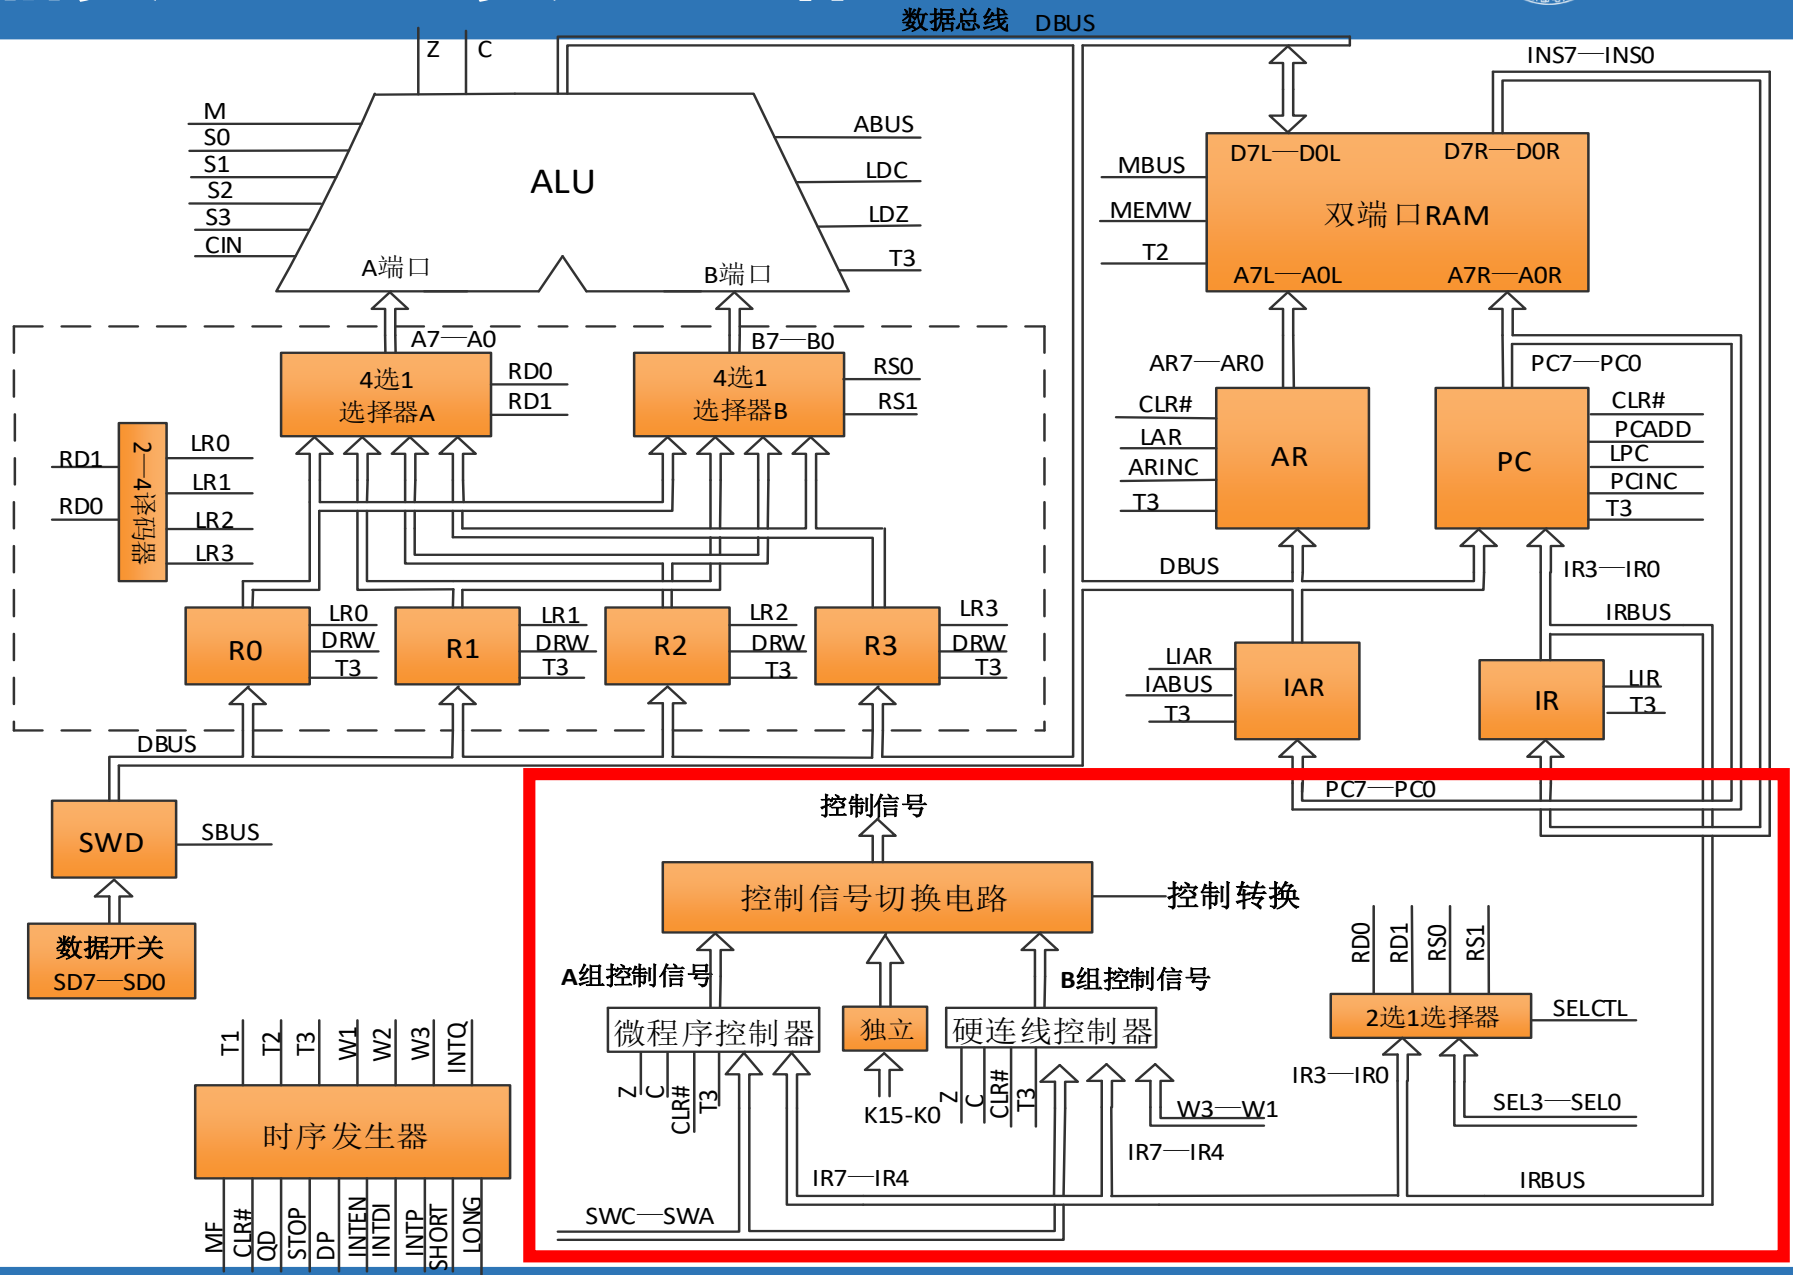 数据总线 DBUS
Z
C
INS7—INS0
M
S0
S1
S2
S3
CIN
ALU
ABUS
LDC
LDZ
T3
A端口
B端口
MBUS
MEMW
T2
D7L—D0L
D7R—D0R
双端口RAM
A7L—A0L
A7R—A0R
A7—A0
B7—B0
4选1
选择器A
RD0
RD1
4选1
选择器B
RS0
RS1
AR7—AR0
PC7—PC0
CLR#
LAR
ARINC
T3
AR
PC
CLR#
PCADD
LPC
PCINC
T3
RD1
RD0
2—4译码器
LR0
LR1
LR2
LR3
DBUS
IR3—IR0
IRBUS
R0
LR0
DRW
T3
R1
LR1
DRW
T3
R2
LR2
DRW
T3
R3
LR3
DRW
T3
LIAR
IABUS
T3
IAR
IR
LIR
T3
DBUS
PC7—PC0
SWD
SBUS
数据开关
SD7—SD0
控制信号
控制信号切换电路
控制转换
A组控制信号
B组控制信号
微程序控制器
独立
硬连线控制器
Z
C
CLR#
T3
K15-K0
Z
C
CLR#
T3
W3—W1
IR7—IR4
IR7—IR4
SWC—SWA
RD0
RD1
RS0
RS1
2选1选择器
SELCTL
IR3—IR0
SEL3—SEL0
IRBUS
T1
T2
T3
W1
W2
W3
INTQ
时序发生器
MF
CLR#
QD
STOP
DP
INTEN
INTDI
INTP
SHORT
LONG